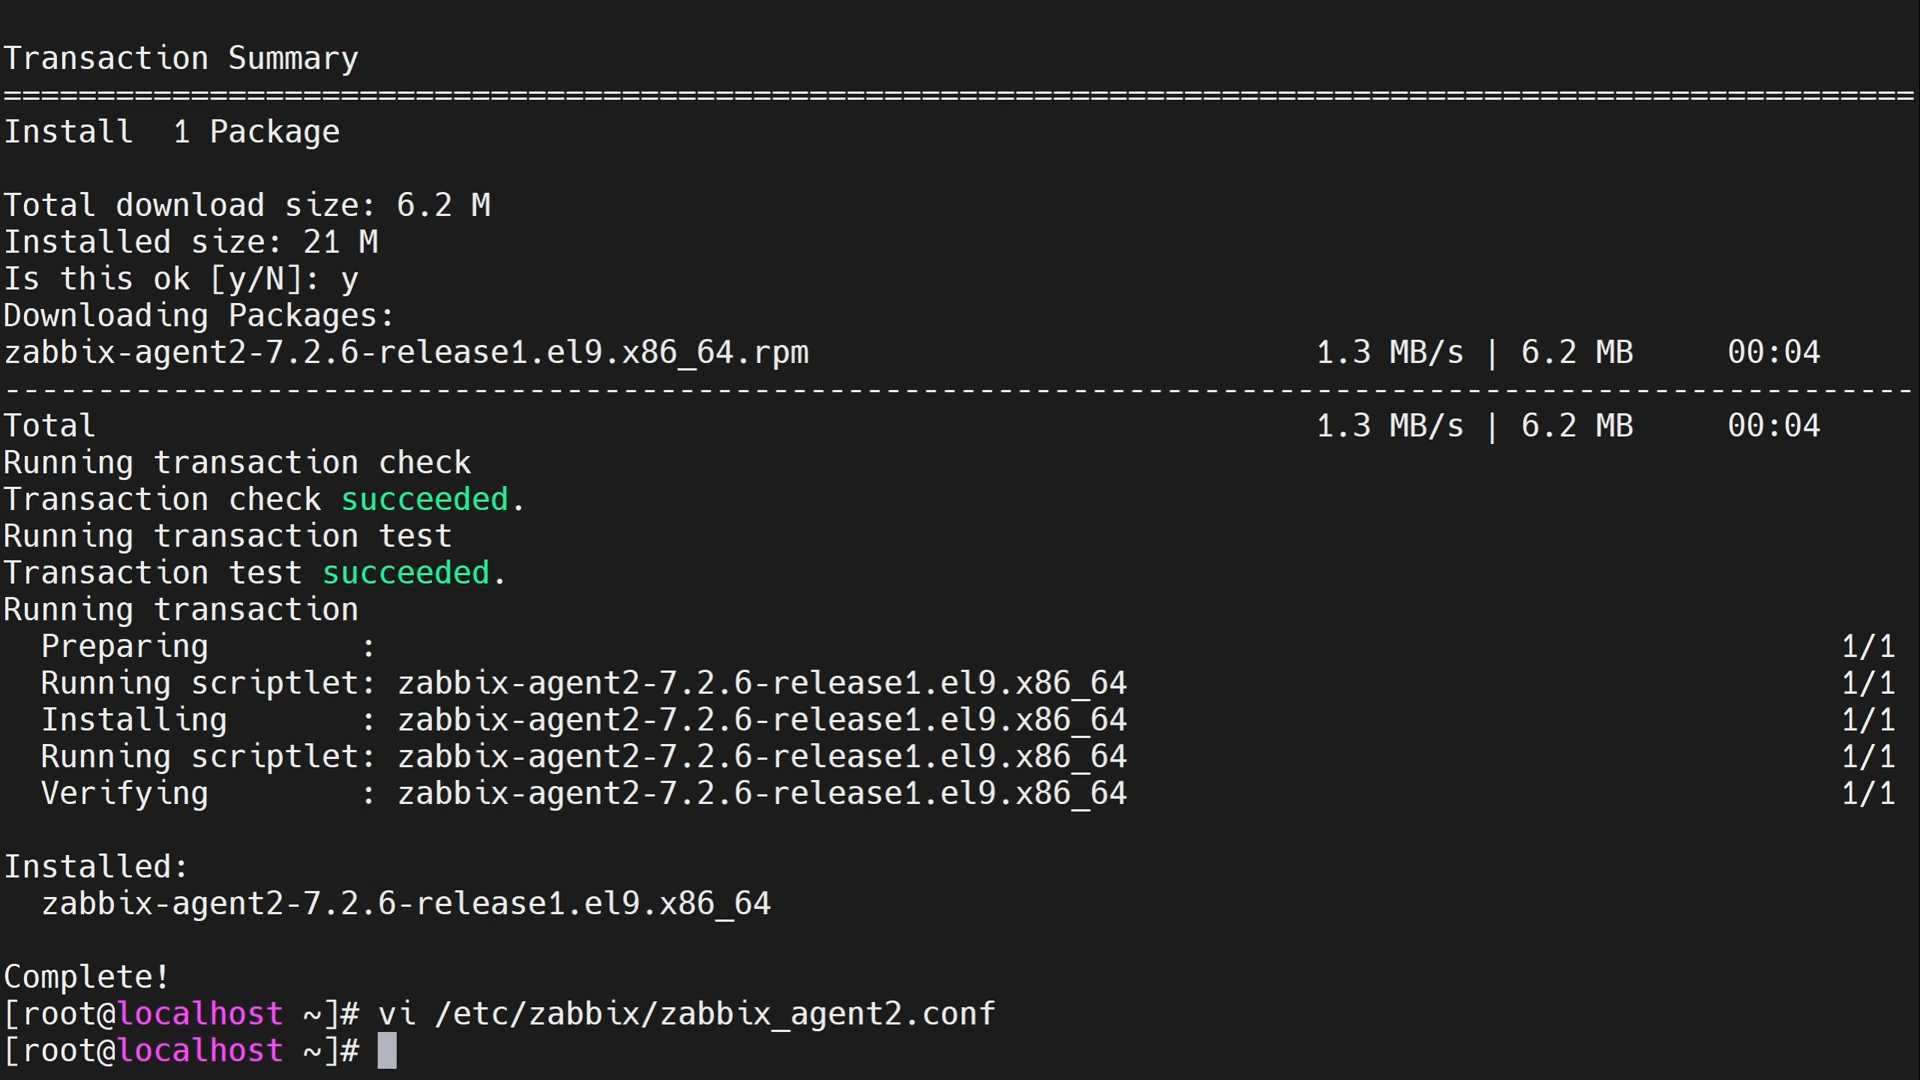 Transaction Summary
======================================================================================================
Install  1 Package
Total download size: 6.2 M
Installed size: 21 M
Is this ok [y/N]: y
Downloading Packages:
zabbix-agent2-7.2.6-release1.el9.x86_64.rpm                           1.3 MB/s | 6.2 MB     00:04
------------------------------------------------------------------------------------------------------
Total                                                                 1.3 MB/s | 6.2 MB     00:04
Running transaction check
Transaction check succeeded.
Running transaction test
Transaction test succeeded.
Running transaction
  Preparing        :                                                                              1/1
  Running scriptlet: zabbix-agent2-7.2.6-release1.el9.x86_64                                      1/1
  Installing       : zabbix-agent2-7.2.6-release1.el9.x86_64                                      1/1
  Running scriptlet: zabbix-agent2-7.2.6-release1.el9.x86_64                                      1/1
  Verifying        : zabbix-agent2-7.2.6-release1.el9.x86_64                                      1/1
Installed:
  zabbix-agent2-7.2.6-release1.el9.x86_64
Complete!
[root@localhost ~]# vi /etc/zabbix/zabbix_agent2.conf
[root@localhost ~]#